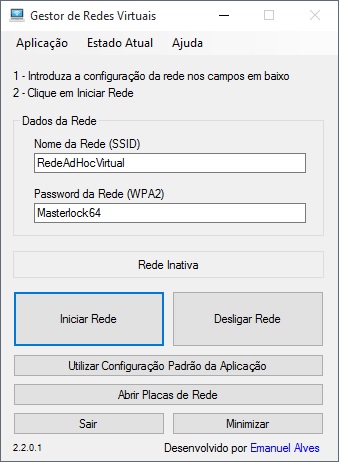 Gestor de Redes Virtuais
Aplicação Estado Atual Ajuda
1 - Introduza a configuração da rede nos campos em baixo
2 - Clique em Iniciar Rede
Dados da Rede
Nome da Rede (SSID)
RedeAdHocVirtual
Password da Rede (WPA2)
Masterlock64
Rede Inativa
Iniciar Rede Desligar Rede
Utilizar Configuração Padrão da Aplicação
Abrir Placas de Rede
Sair Minimizar
2.2.0.1 Desenvolvido por Emanuel Alves